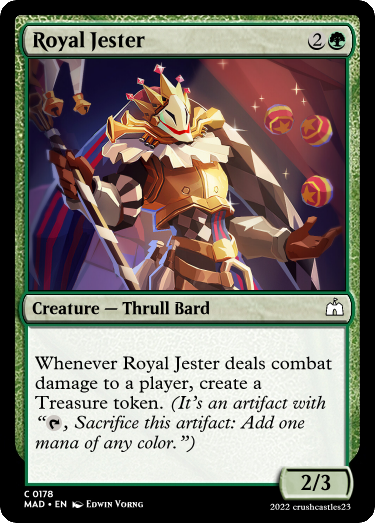 Royal Jester 2
Creature — Thrull Bard
Whenever Royal Jester deals combat
damage to a player, create a
Treasure token. (It's an artifact with
“, Sacrifice this artifact: Add one
mana of any color.”)
2/3
C 0178
MAD • EN Edwin Vorng
2022 crushcastles23